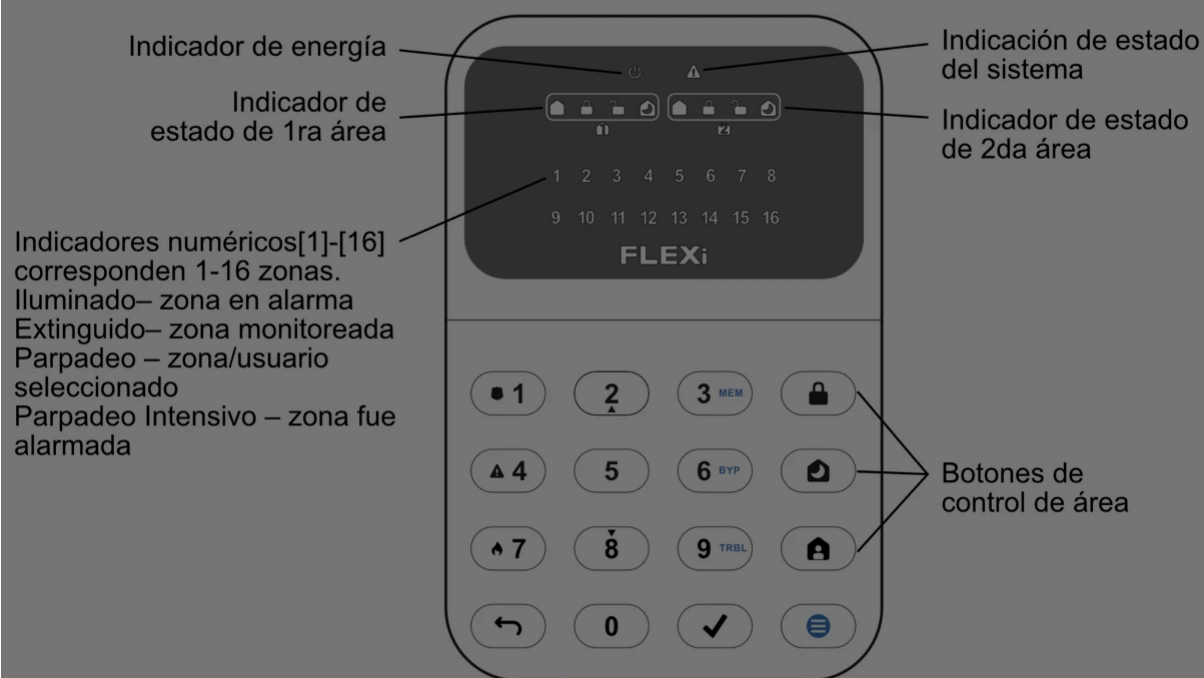 Indicador de energía
Indicación de estado
del sistema
Indicador de
estado de 1ra área
Indicador de estado
de 2da área
1
2
1 2 3 4 5 6 7 8
9 10 11 12 13 14 15 16
FLEXi
Indicadores numéricos[1]-[16]
corresponden 1-16 zonas.
Iluminado– zona en alarma
Extinguido– zona monitoreada
Parpadeo – zona/usuario
seleccionado
Parpadeo Intensivo – zona fue
alarmada
1 2 3 MEM
4 5 6 BYP
Botones de
control de área
7 8 9 TRBL
0